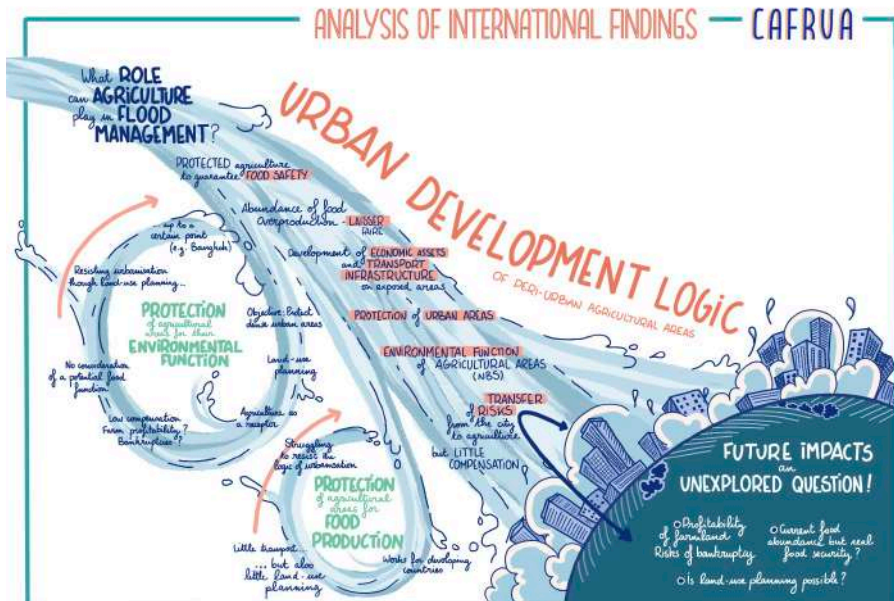 ANALYSIS OF INTERNATIONAL FINDINGS
CAFRUA
What ROLE
can AGRICULTURE
play in FLOOD
MANAGEMENT?
URBAN DEVELOPMENT LOGIC
OF PERI-URBAN AGRICULTURAL AREAS
PROTECTED agriculture
to guarantee FOOD SAFETY
Abundance of food
Overproduction - LAISSER
FAIRE
Development of ECONOMIC ASSETS
and TRANSPORT
INFRASTRUCTURE
on exposed areas
PROTECTION of URBAN AREAS
ENVIRONMENTAL FUNCTION
of AGRICULTURAL AREAS
(NBS)
TRANSFER
of RISKS
from the city
to agriculture
but LITTLE
COMPENSATION
... up to a
certain point
(e.g. Bangkok)
Resisting urbanisation
though land-use planning...
PROTECTION
of agricultural
areas for their
ENVIRONMENTAL
FUNCTION
Objective: Protect
dense urban areas
Land-use
planning
No consideration
of a potential food
function
Low compensation
Farm profitability?
Bankruptcies?
Agriculture as
a receptor
Struggling
to resist the
logic of urbanisation
PROTECTION
of agricultural
areas for
FOOD
PRODUCTION
Little transport...
... but also
little land-use
planning
Works for developing
countries
FUTURE IMPACTS
an
UNEXPLORED QUESTION!
Profitability
of farmland
Risks of bankruptcy
Current food
abundance but real
food security?
Is land-use planning possible?